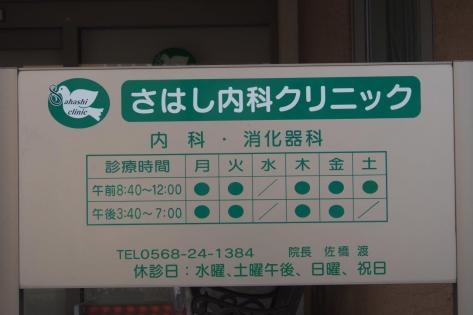 Sahashi
clinic
さはし内科クリニック
内科・消化器科
診療時間 月 火 水 木 金 土
午前8:40~12:00 ● ● ／ ● ● ●
午後3:40~7:00 ● ● ／ ● ● ／
TEL0568-24-1384 院長 佐橋 渡
休診日:水曜、土曜午後、日曜、祝日